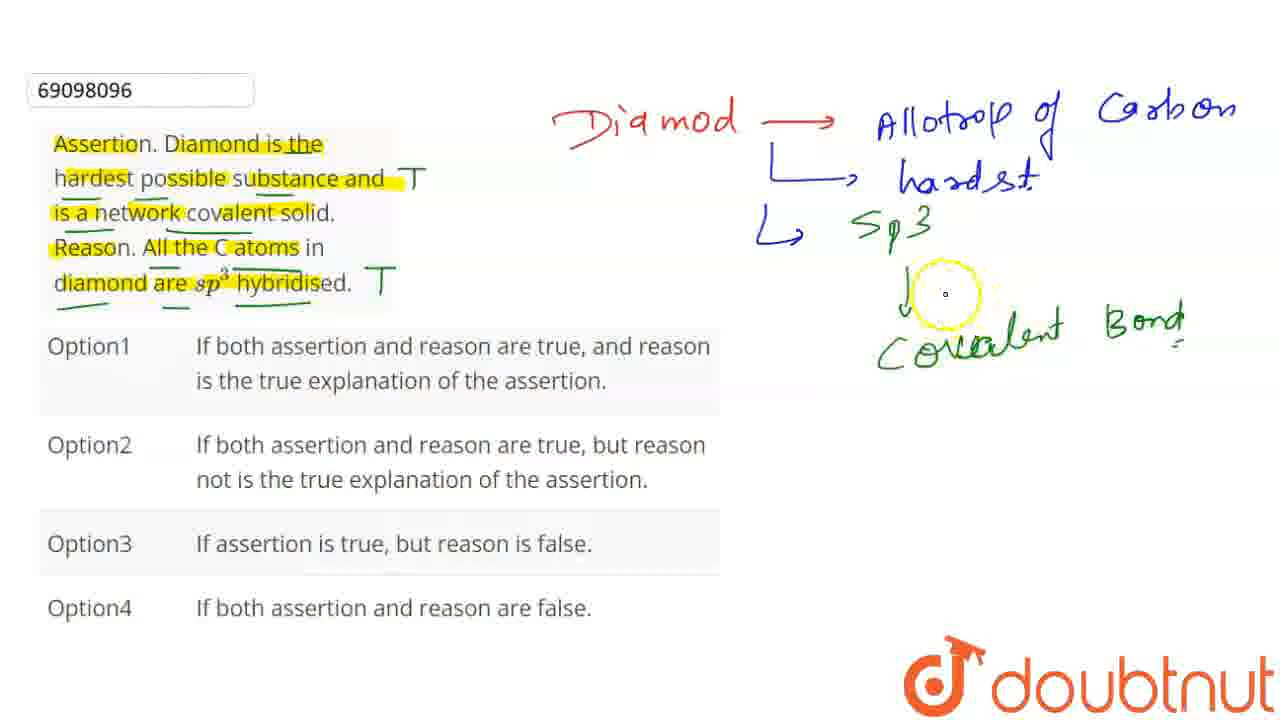 69098096
Assertion. Diamond is the
hardest possible substance and T
is a network covalent solid.
Reason. All the C atoms in
diamond are sp³ hybridised. T
Option1 If both assertion and reason are true, and reason
is the true explanation of the assertion.
Option2 If both assertion and reason are true, but reason
not is the true explanation of the assertion.
Option3 If assertion is true, but reason is false.
Option4 If both assertion and reason are false.
Diamod → Allotrop of Carbon
hardst
Sp3
Covalent Bond
doubtnut